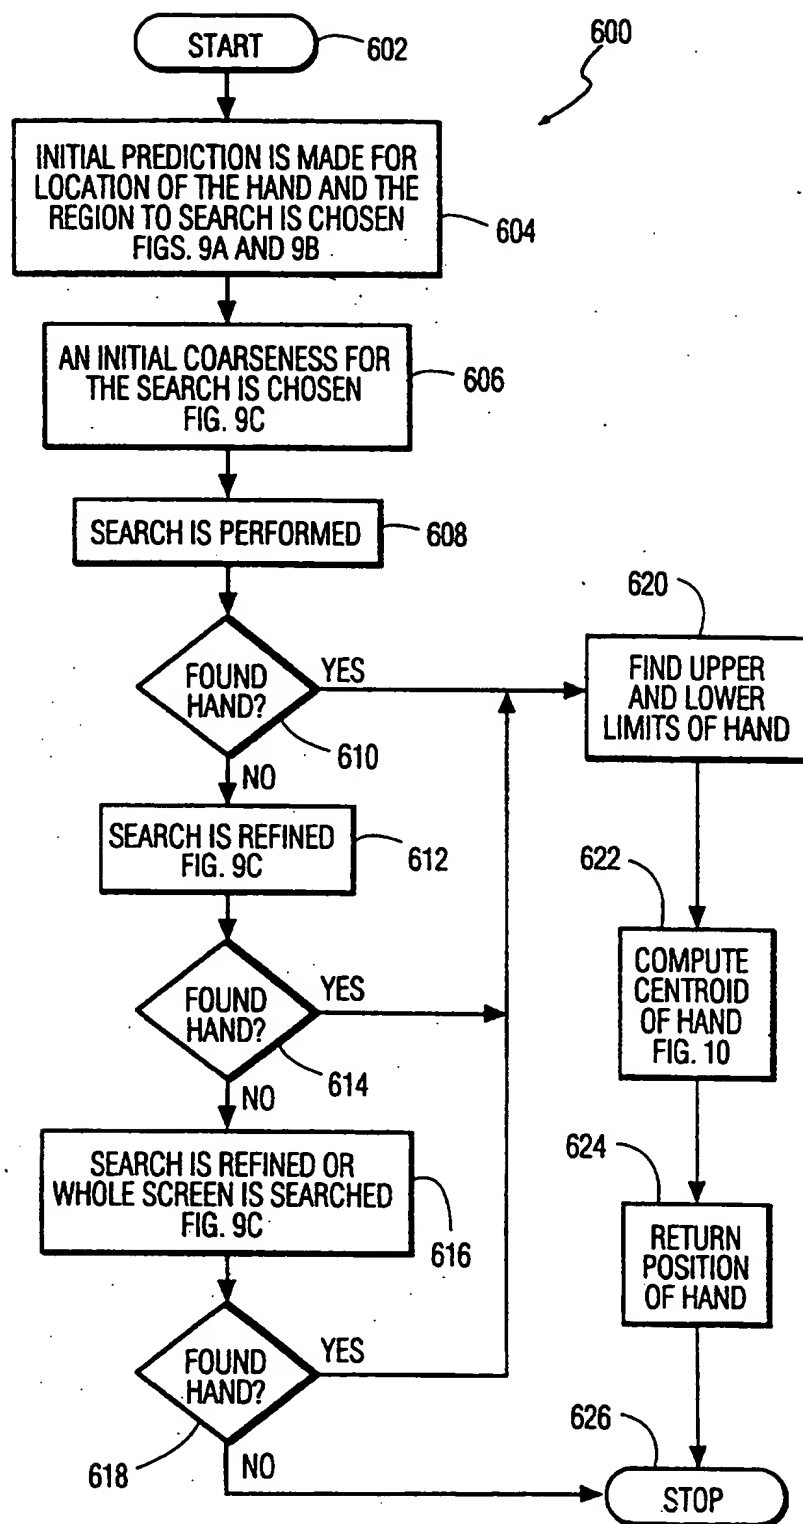 START
602
600
INITIAL PREDICTION IS MADE FOR
LOCATION OF THE HAND AND THE
REGION TO SEARCH IS CHOSEN
FIGS. 9A AND 9B
604
AN INITIAL COARSENESS FOR
THE SEARCH IS CHOSEN
FIG. 9C
606
SEARCH IS PERFORMED
608
FOUND
HAND?
YES
610
NO
SEARCH IS REFINED
FIG. 9C
612
FOUND
HAND?
YES
614
NO
SEARCH IS REFINED OR
WHOLE SCREEN IS SEARCHED
FIG. 9C
616
FOUND
HAND?
YES
618
NO
620
FIND UPPER
AND LOWER
LIMITS OF HAND
622
COMPUTE
CENTROID
OF HAND
FIG. 10
624
RETURN
POSITION
OF HAND
626
STOP